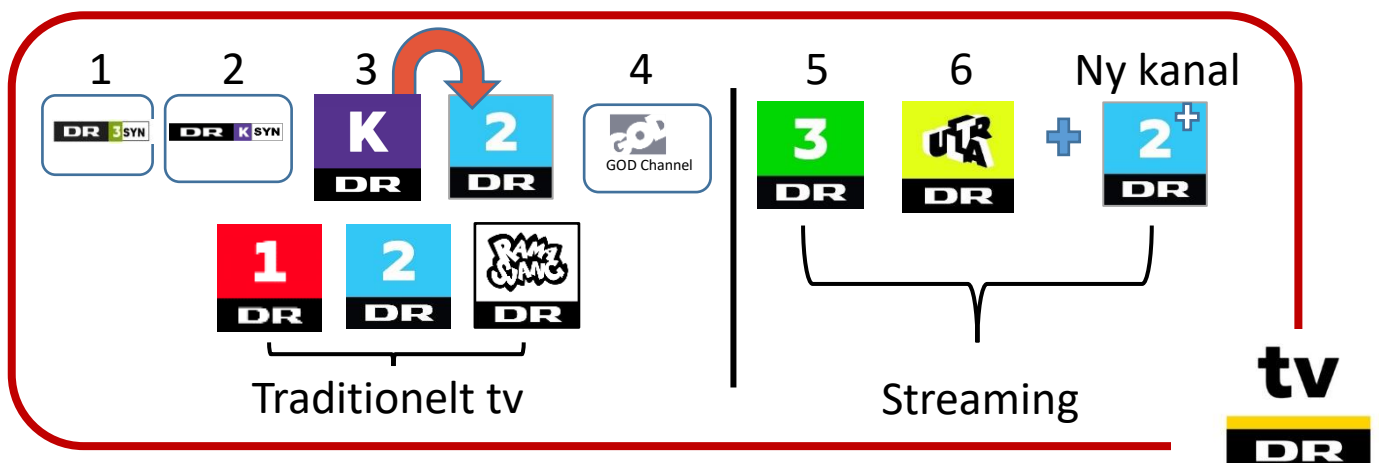 1 2 3 4 5 6 Ny kanal
DR 3 SYN
DR K SYN
K
DR
2
DR
GOD
GOD Channel
3
DR
ULTRA
DR
2+
DR
1
DR
2
DR
RAMASJANG
DR
Traditionelt tv
Streaming
tv
DR